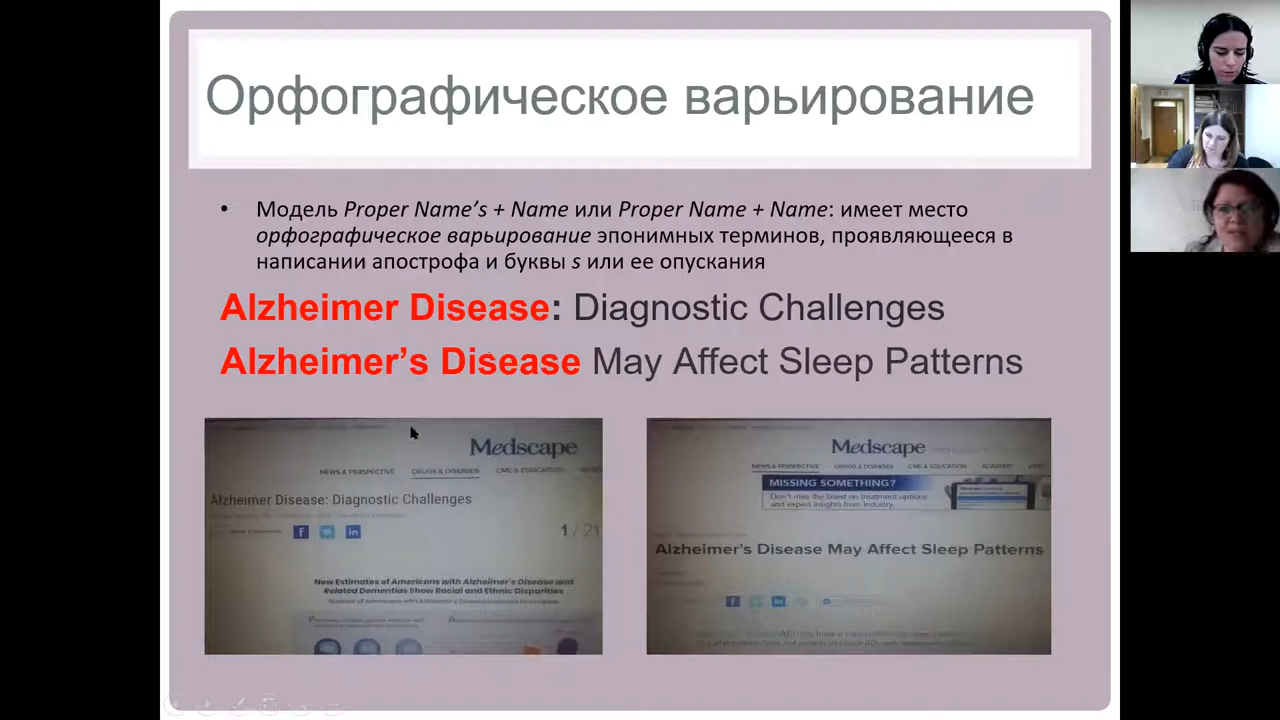 Орфографическое варьирование
• Модель Proper Name’s + Name или Proper Name + Name: имеет место
орфографическое варьирование эпонимных терминов, проявляющееся в
написании апострофа и буквы s или ее опускания
Alzheimer Disease: Diagnostic Challenges
Alzheimer’s Disease May Affect Sleep Patterns
Medscape
NEWS & PERSPECTIVE DRUGS & DISEASES CME & EDUCATION
Alzheimer Disease: Diagnostic Challenges
1 / 21
New Estimates of Americans with Alzheimer's Disease and
Related Dementias Show Racial and Ethnic Disparities
Medscape
NEWS & PERSPECTIVE DRUGS & DISEASES CME & EDUCATION ACADEMY
MISSING SOMETHING?
Don't miss the latest on treatment options
and expert insights from industry.
Alzheimer's Disease May Affect Sleep Patterns